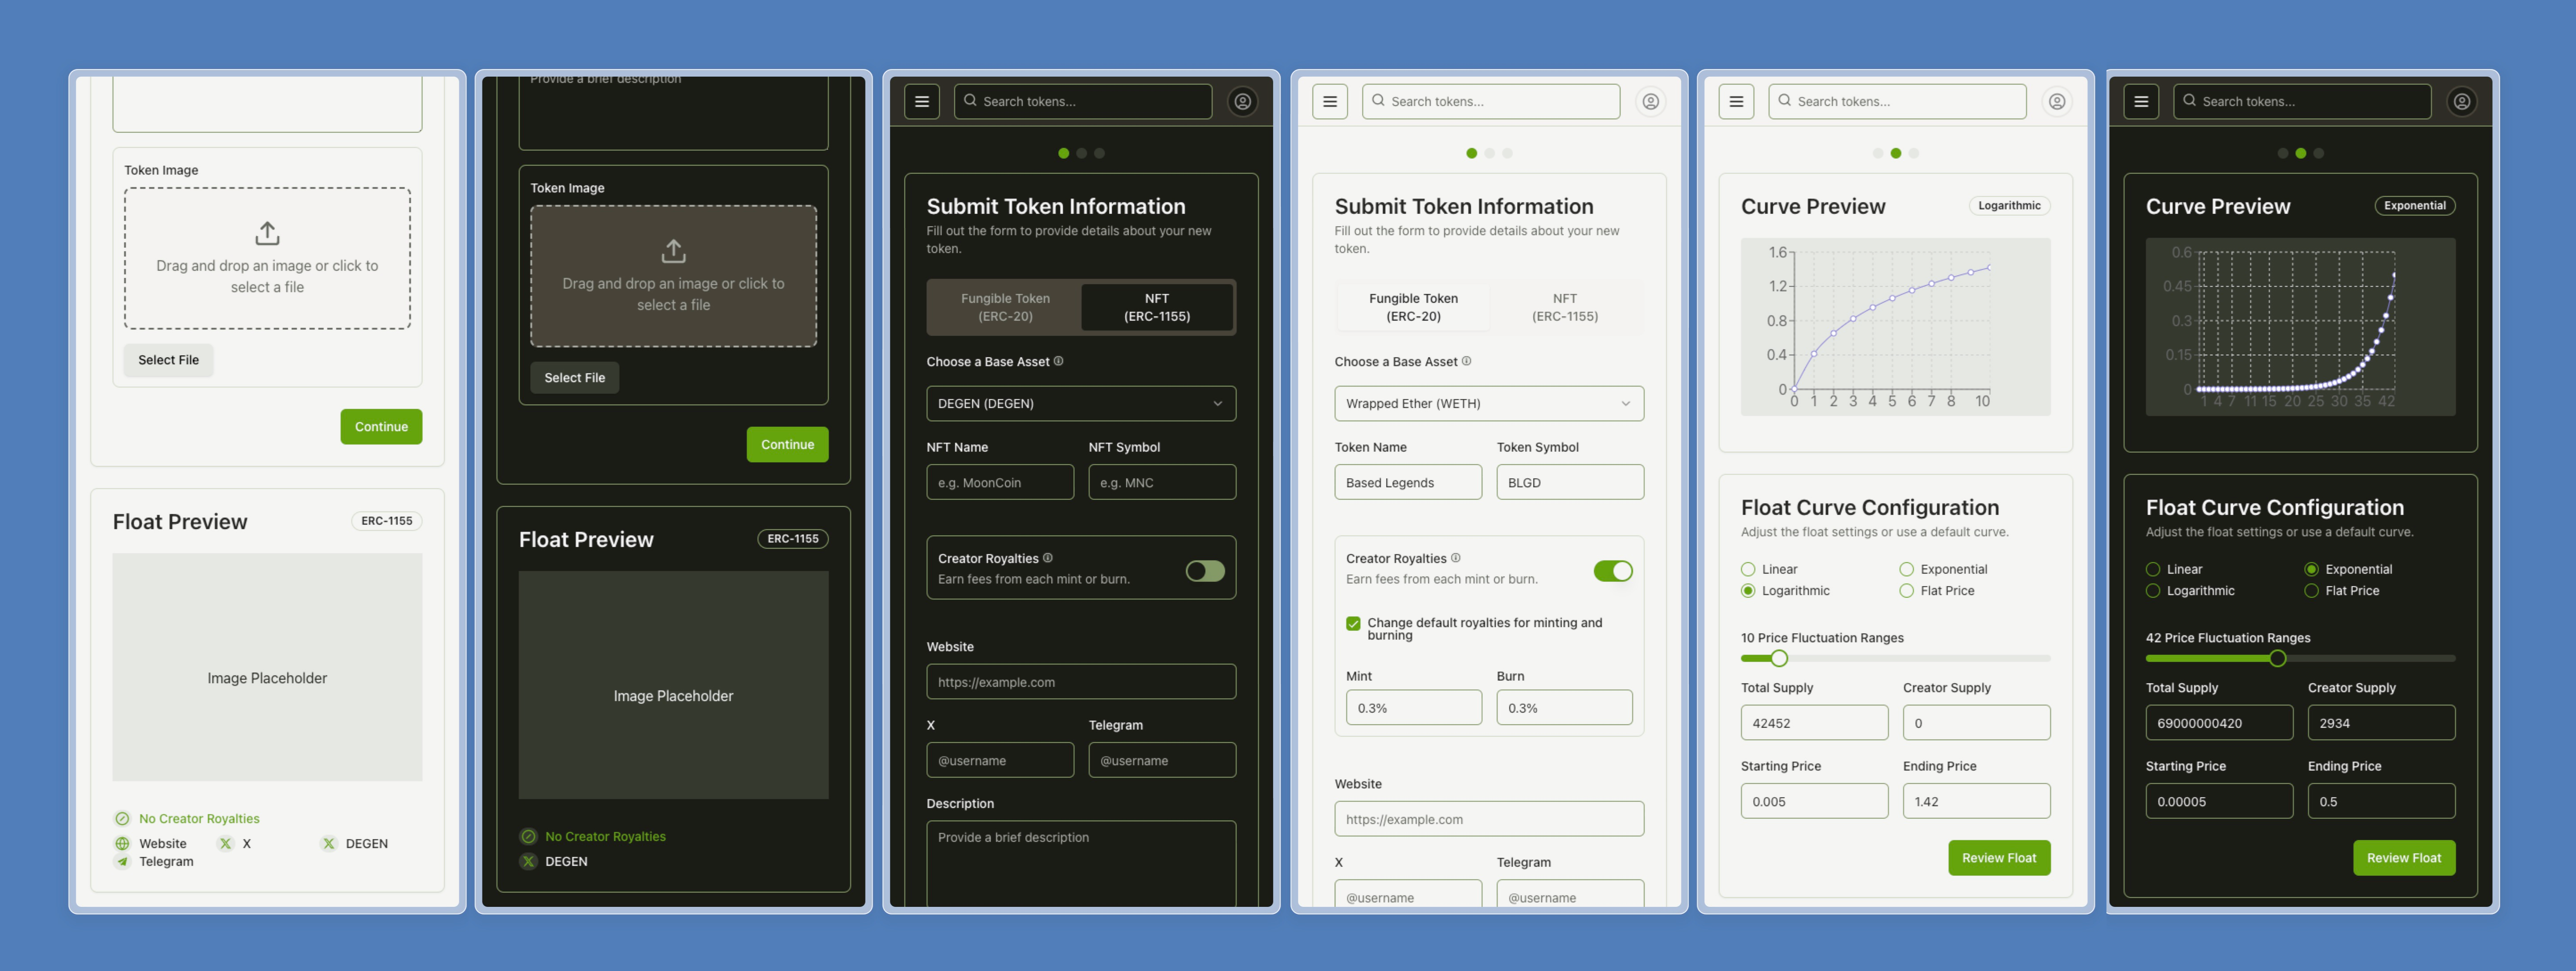 Token Image
Drag and drop an image or click to
select a file
Select File
Continue
Float Preview
ERC-1155
Image Placeholder
No Creator Royalties
Website
X
DEGEN
Telegram
Provide a brief description
Token Image
Drag and drop an image or click to
select a file
Select File
Continue
Float Preview
ERC-1155
Image Placeholder
No Creator Royalties
DEGEN
Search tokens...
Submit Token Information
Fill out the form to provide details about your new
token.
Fungible Token
(ERC-20)
NFT
(ERC-1155)
Choose a Base Asset
DEGEN (DEGEN)
NFT Name
NFT Symbol
e.g. MoonCoin
e.g. MNC
Creator Royalties
Earn fees from each mint or burn.
Website
https://example.com
X
Telegram
@username
@username
Description
Provide a brief description
Search tokens...
Submit Token Information
Fill out the form to provide details about your new
token.
Fungible Token
(ERC-20)
NFT
(ERC-1155)
Choose a Base Asset
Wrapped Ether (WETH)
Token Name
Token Symbol
Based Legends
BLGD
Creator Royalties
Earn fees from each mint or burn.
Change default royalties for minting and
burning
Mint
Burn
0.3%
0.3%
Website
https://example.com
X
Telegram
@username
@username
Search tokens...
Curve Preview
Logarithmic
1.6
1.2
0.8
0.4
0
0 1 2 3 4 5 6 7 8 10
Float Curve Configuration
Adjust the float settings or use a default curve.
Linear
Exponential
Logarithmic
Flat Price
10 Price Fluctuation Ranges
Total Supply
Creator Supply
42452
0
Starting Price
Ending Price
0.005
1.42
Review Float
Search tokens...
Curve Preview
Exponential
0.6
0.45
0.3
0.15
0
1 4 7 11 15 20 25 30 35 42
Float Curve Configuration
Adjust the float settings or use a default curve.
Linear
Exponential
Logarithmic
Flat Price
42 Price Fluctuation Ranges
Total Supply
Creator Supply
69000000420
2934
Starting Price
Ending Price
0.00005
0.5
Review Float